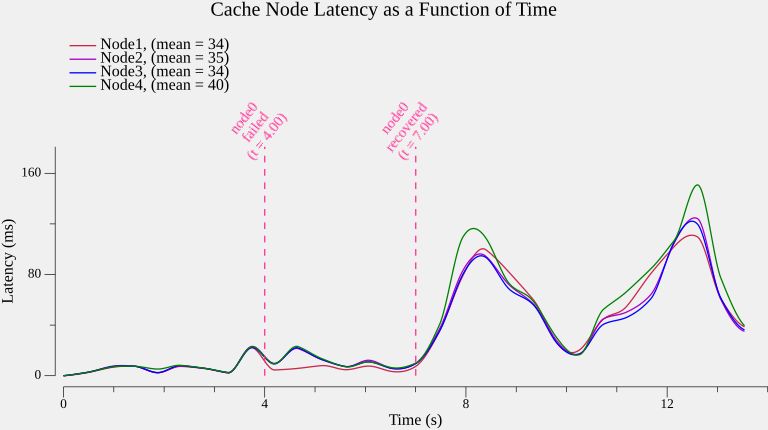 Cache Node Latency as a Function of Time
Node1, (mean = 34)
Node2, (mean = 35)
Node3, (mean = 34)
Node4, (mean = 40)
node0
failed
(t = 4.00)
node0
recovered
(t = 7.00)
160
80
0
Latency (ms)
0
4
8
12
Time (s)